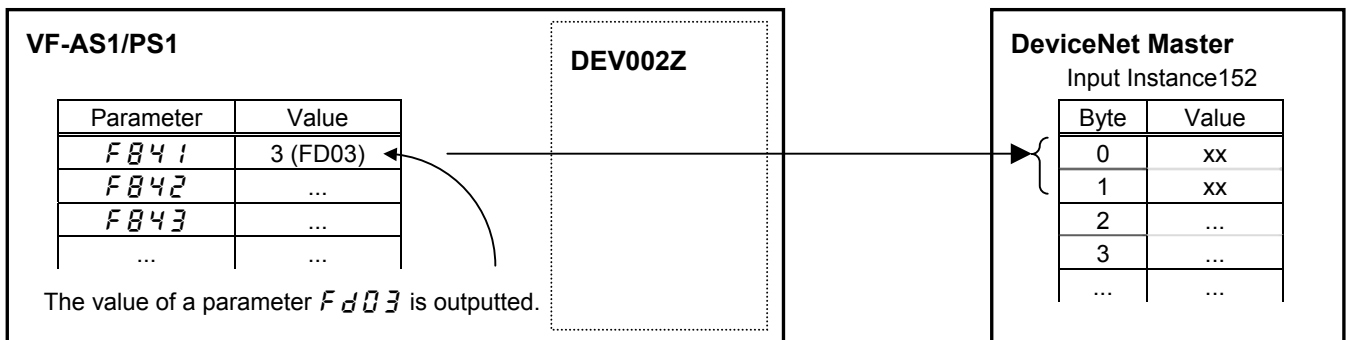 VF-AS1/PS1
DEV002Z
Parameter Value
F841 3 (FD03)
F842 ...
F843 ...
... ...
The value of a parameter Fd03 is outputted.
DeviceNet Master
Input Instance152
Byte Value
0 xx
1 xx
2 ...
3 ...
... ...